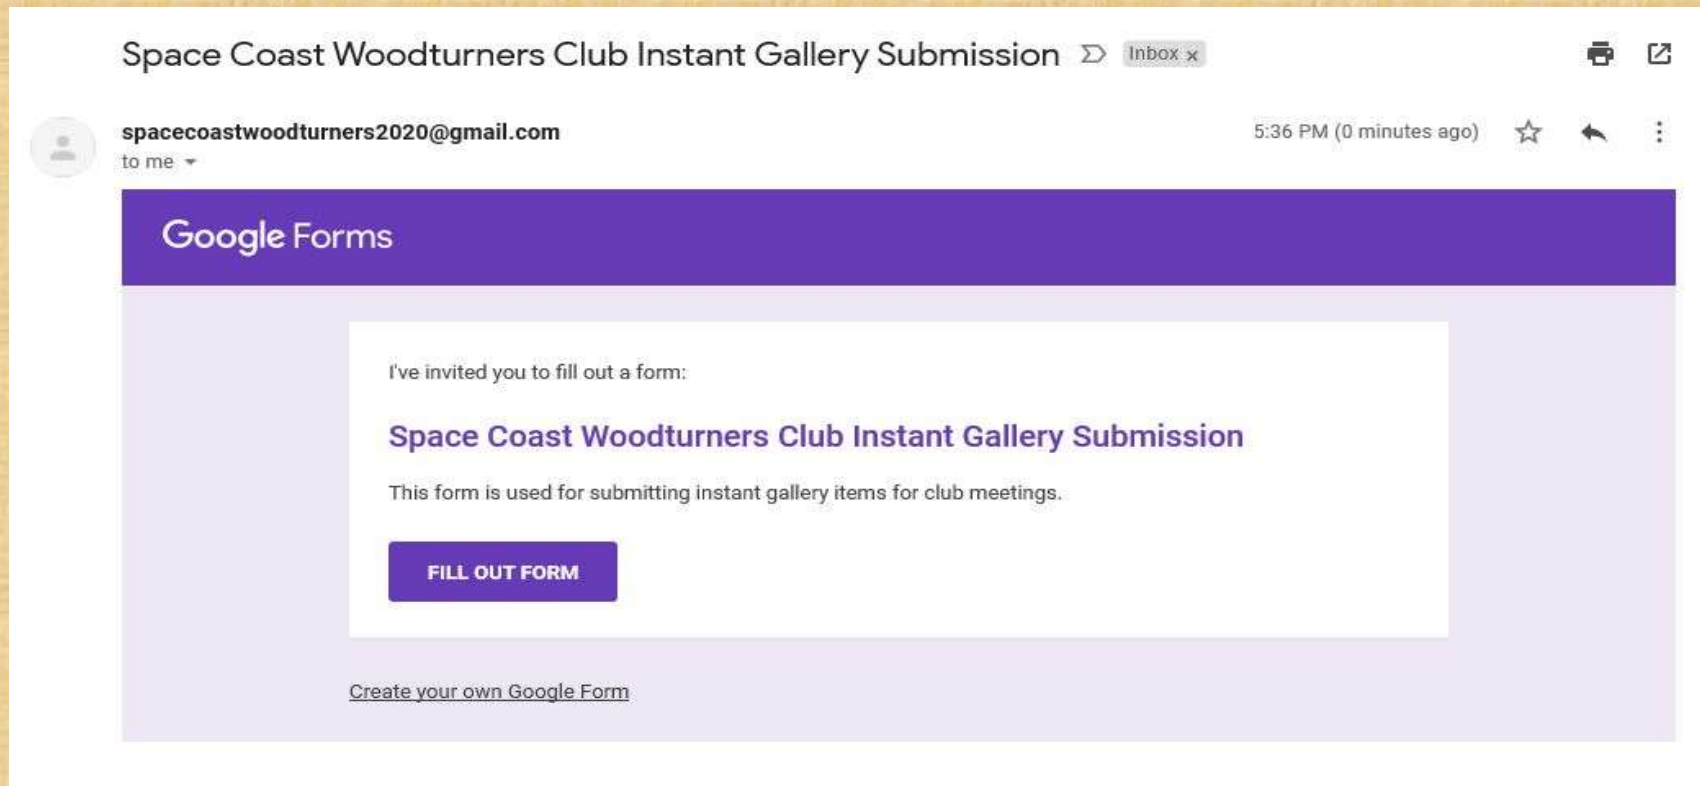 Space Coast Woodturners Club Instant Gallery Submission Inbox x
spacecoastwoodturners2020@gmail.com 5:36 PM (0 minutes ago)
to me
Google Forms
I've invited you to fill out a form:
Space Coast Woodturners Club Instant Gallery Submission
This form is used for submitting instant gallery items for club meetings.
FILL OUT FORM
Create your own Google Form